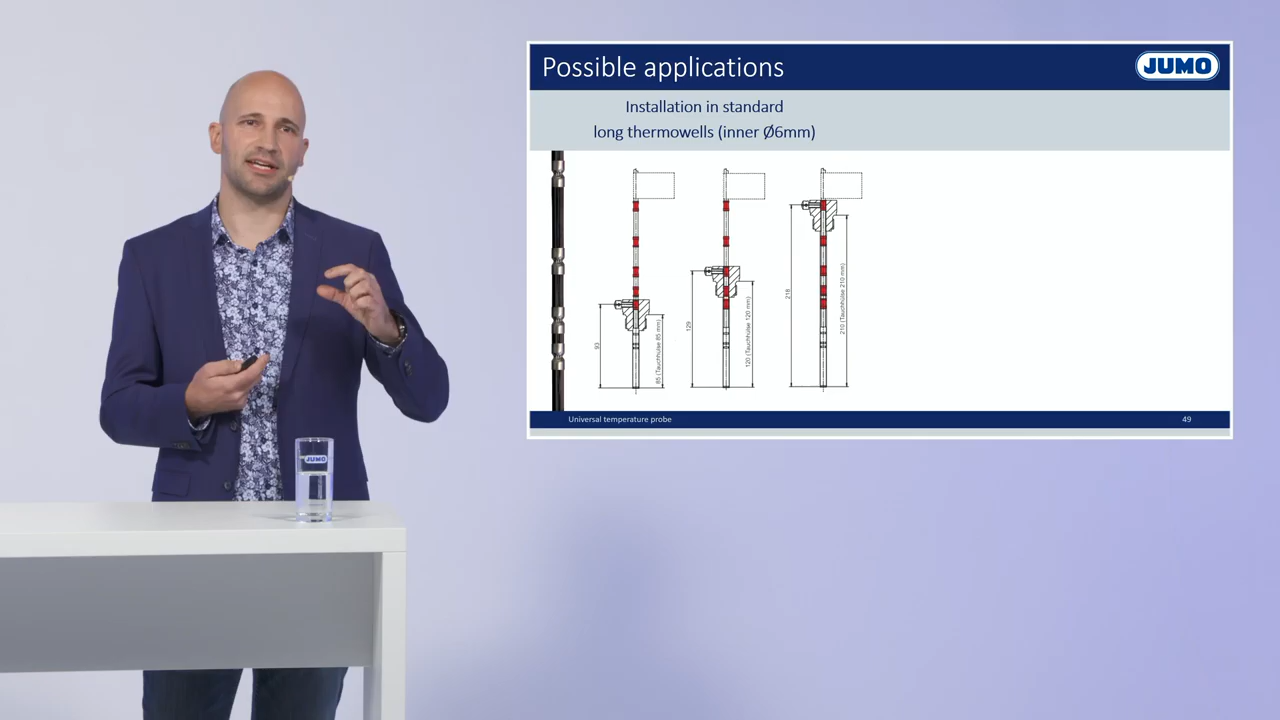 Possible applications
JUMO
Installation in standard
long thermowells (inner Ø6mm)
93
85 (Tauchhülse 85 mm)
129
120 (Tauchhülse 120 mm)
218
210 (Tauchhülse 210 mm)
Universal temperature probe
49
JUMO